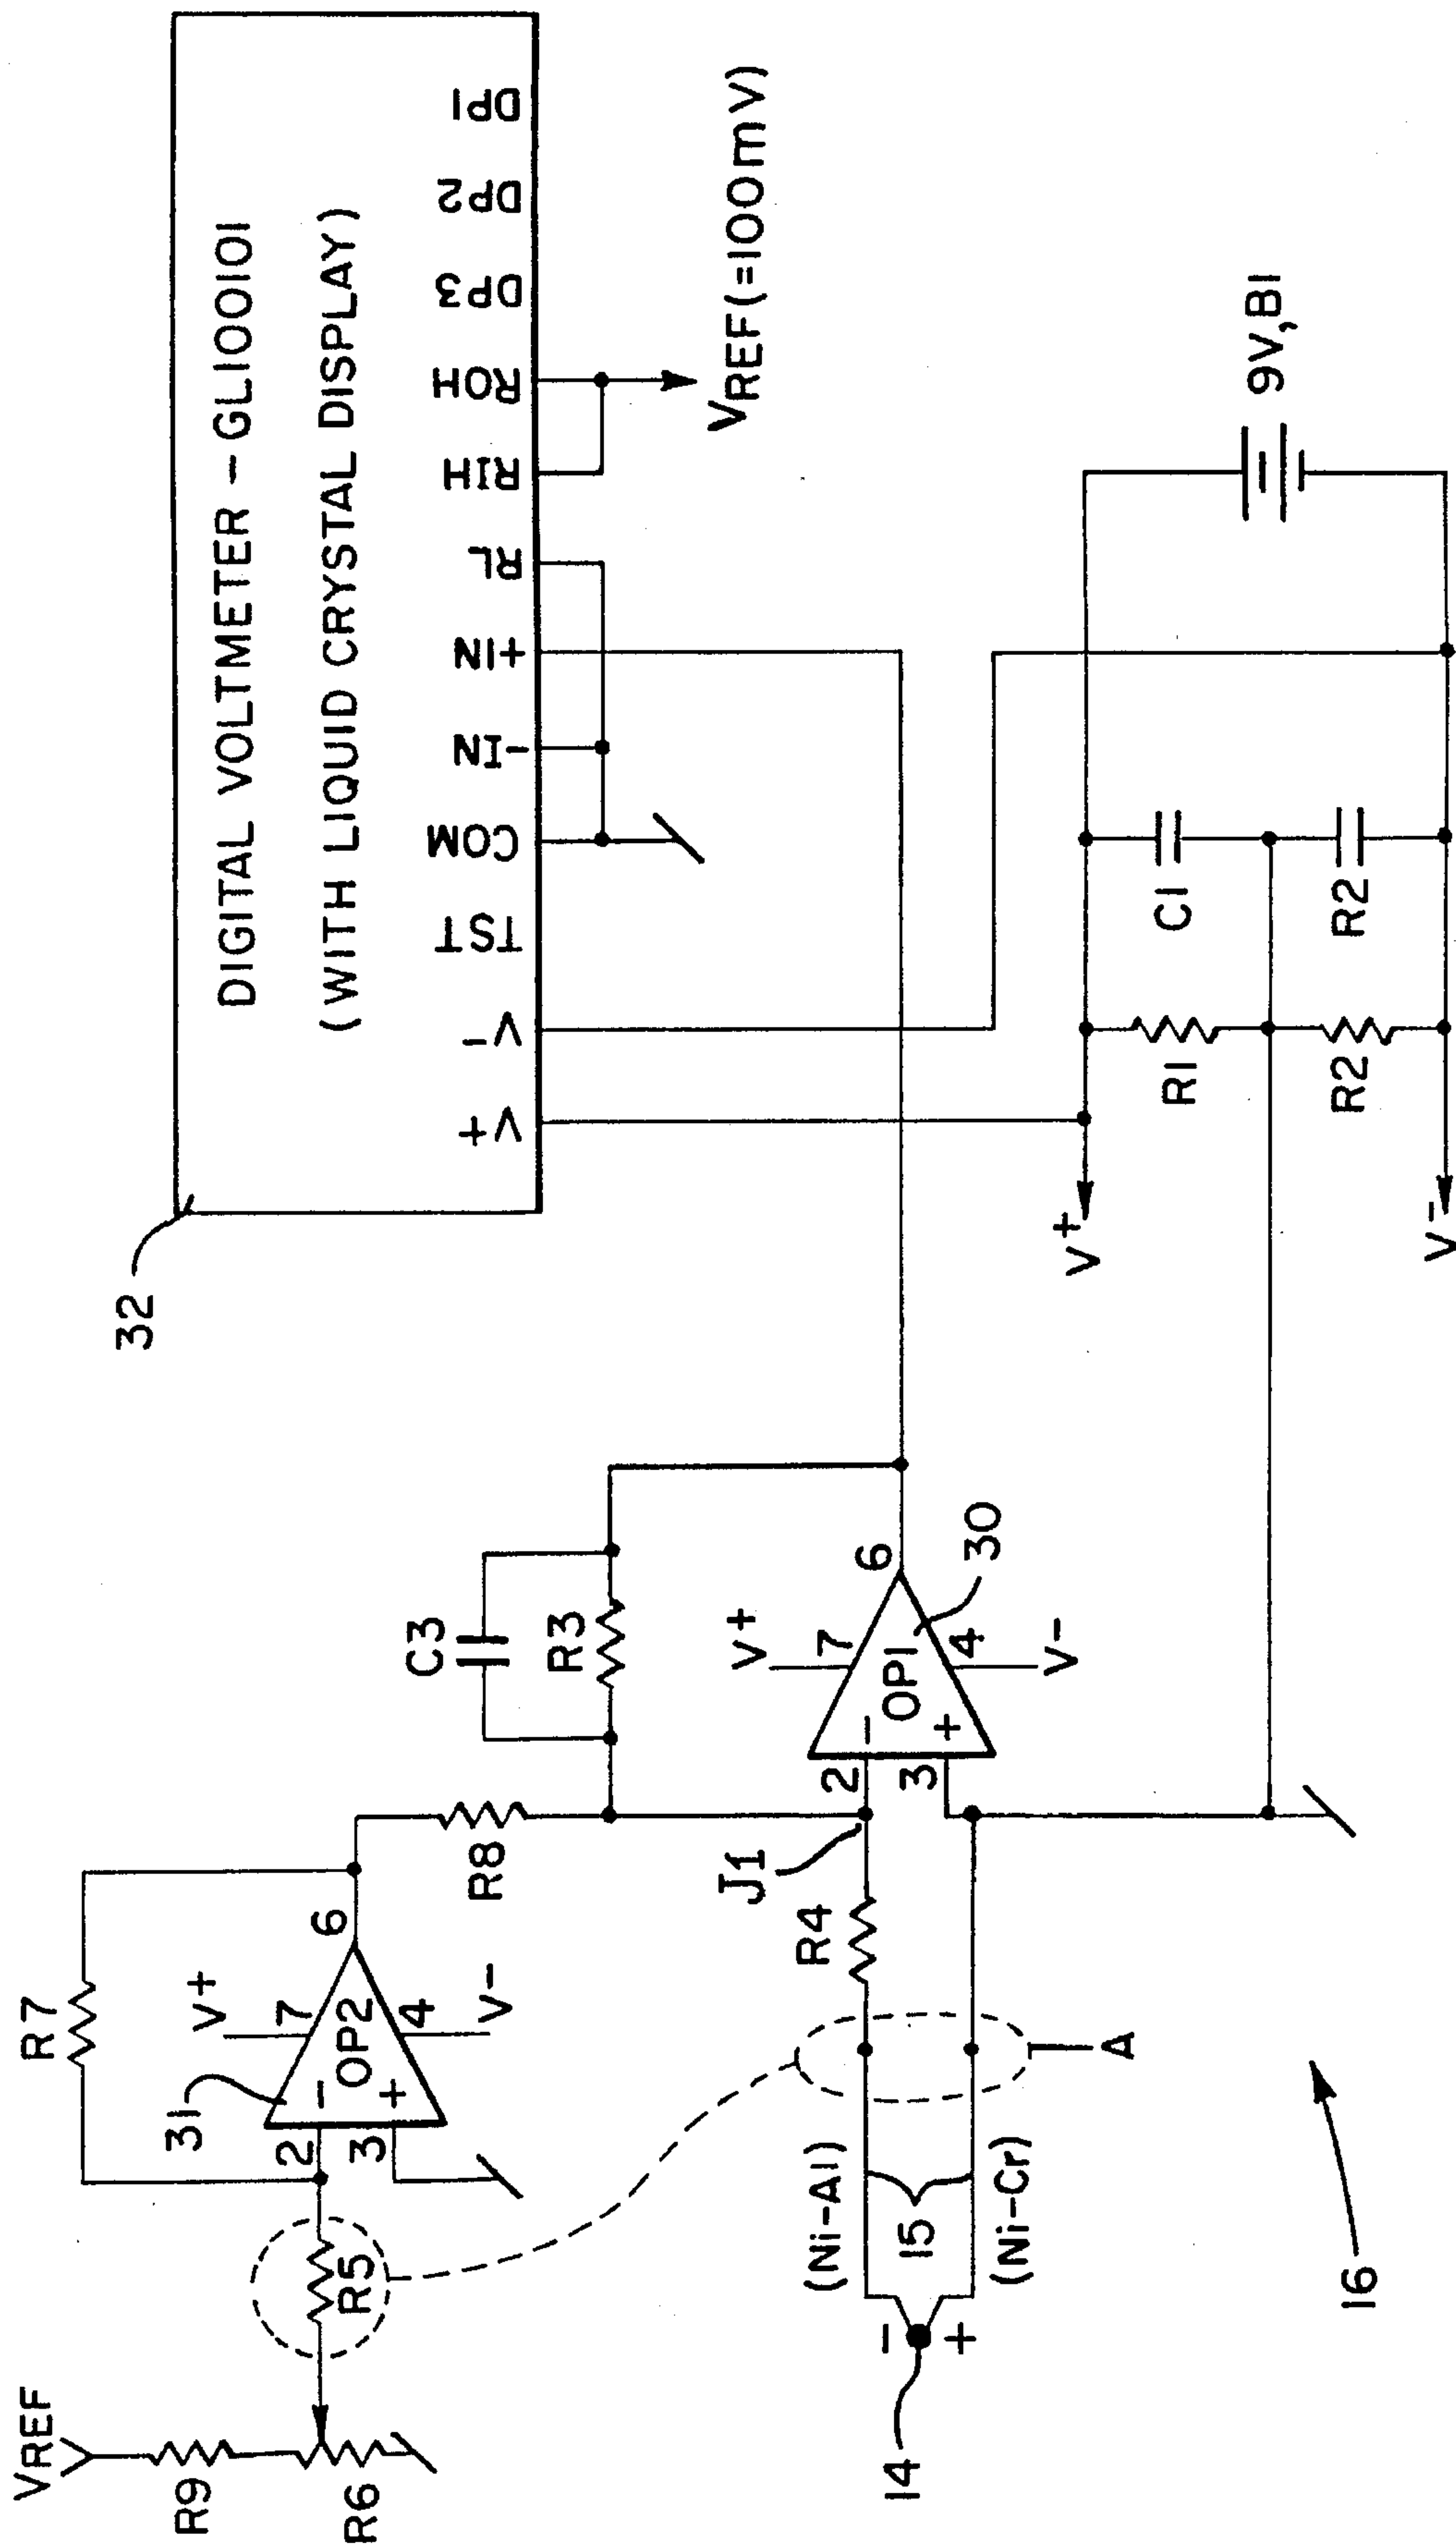 32
DIGITAL VOLTMETER - GL100101
(WITH LIQUID CRYSTAL DISPLAY)
V+
V-
TST
COM
-IN
+IN
RL
RIH
ROH
DP3
DP2
DP1
VREF(=100mV)
VREF
R9
R6
R5
R7
31
2
3
-
+
OP2
7
4
6
V+
V-
R8
C3
R3
J1
R4
2
3
-
+
OP1
7
4
6
V+
V-
30
14
-
+
(Ni-Al)
15
(Ni-Cr)
A
16
V+
V-
R1
R2
C1
R2
9V,B1